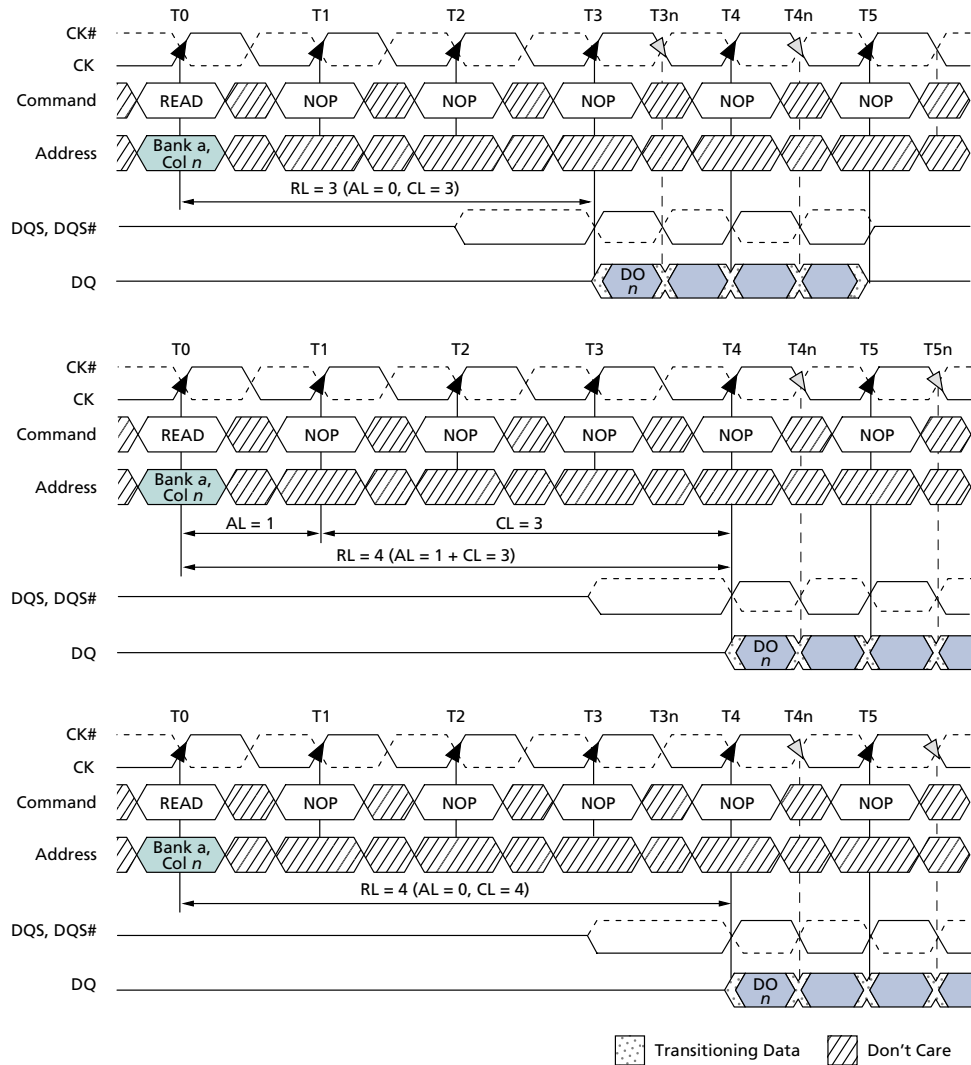 T0 T1 T2 T3 T3n T4 T4n T5
CK#
CK
Command READ NOP NOP NOP NOP NOP
Address Bank a,
Col n
RL = 3 (AL = 0, CL = 3)
DQS, DQS#
DQ DO
n
T0 T1 T2 T3 T4 T4n T5 T5n
CK#
CK
Command READ NOP NOP NOP NOP NOP
Address Bank a,
Col n
AL = 1 CL = 3
RL = 4 (AL = 1 + CL = 3)
DQS, DQS#
DQ DO
n
T0 T1 T2 T3 T3n T4 T4n T5
CK#
CK
Command READ NOP NOP NOP NOP NOP
Address Bank a,
Col n
RL = 4 (AL = 0, CL = 4)
DQS, DQS#
DQ DO
n
Transitioning Data Don't Care